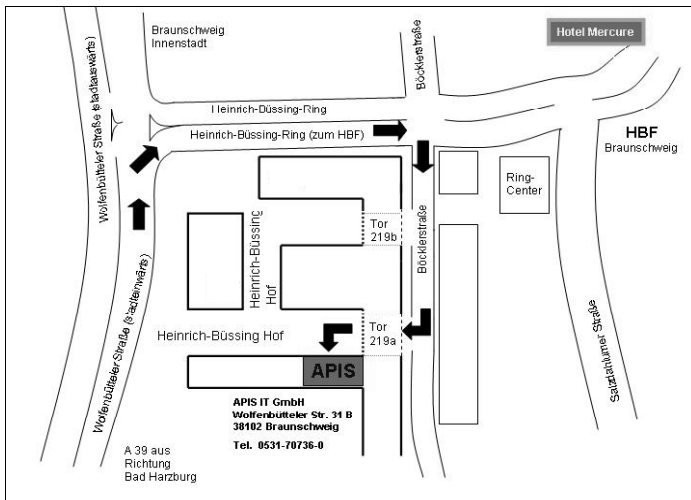 Braunschweig
Innenstadt
Hotel Mercure
Wolfenbütteler Straße (stadtauswärts)
Böcklerstraße
Heinrich-Büssing-Ring
Heinrich-Büssing-Ring (zum HBF)
HBF
Braunschweig
Ring-
Center
Tor
219b
Heinrich-Büssing
Hof
Böcklerstraße
Wolfenbütteler Straße (stadteinwärts)
Heinrich-Büssing Hof
Tor
219a
Salzdahlumer Straße
APIS
APIS IT GmbH
Wolfenbütteler Str. 31 B
38102 Braunschweig
Tel. 0531-70736-0
A 39 aus
Richtung
Bad Harzburg